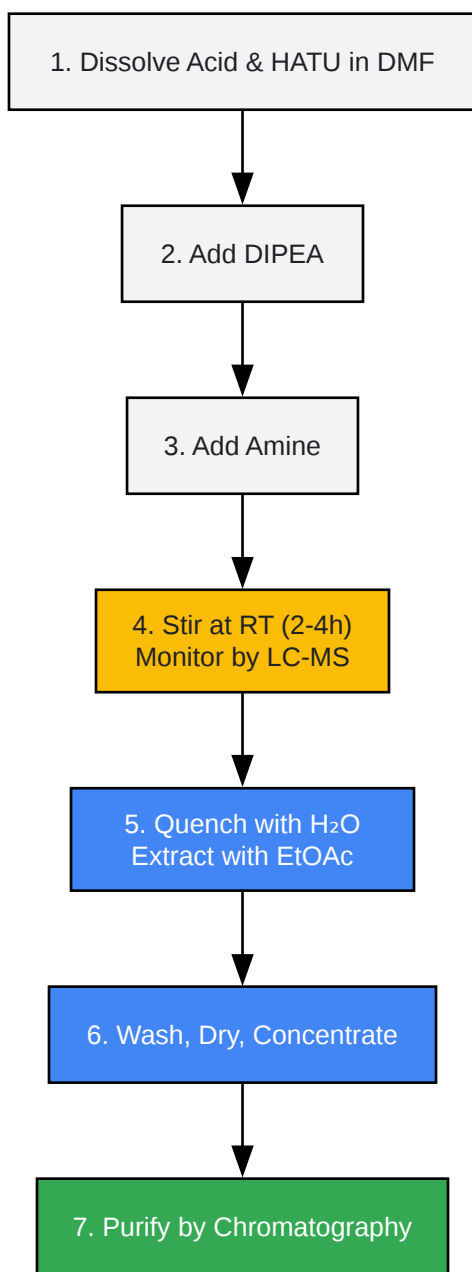 1. Dissolve Acid & HATU in DMF
2. Add DIPEA
3. Add Amine
4. Stir at RT (2-4h)
Monitor by LC-MS
5. Quench with H₂O
Extract with EtOAc
6. Wash, Dry, Concentrate
7. Purify by Chromatography